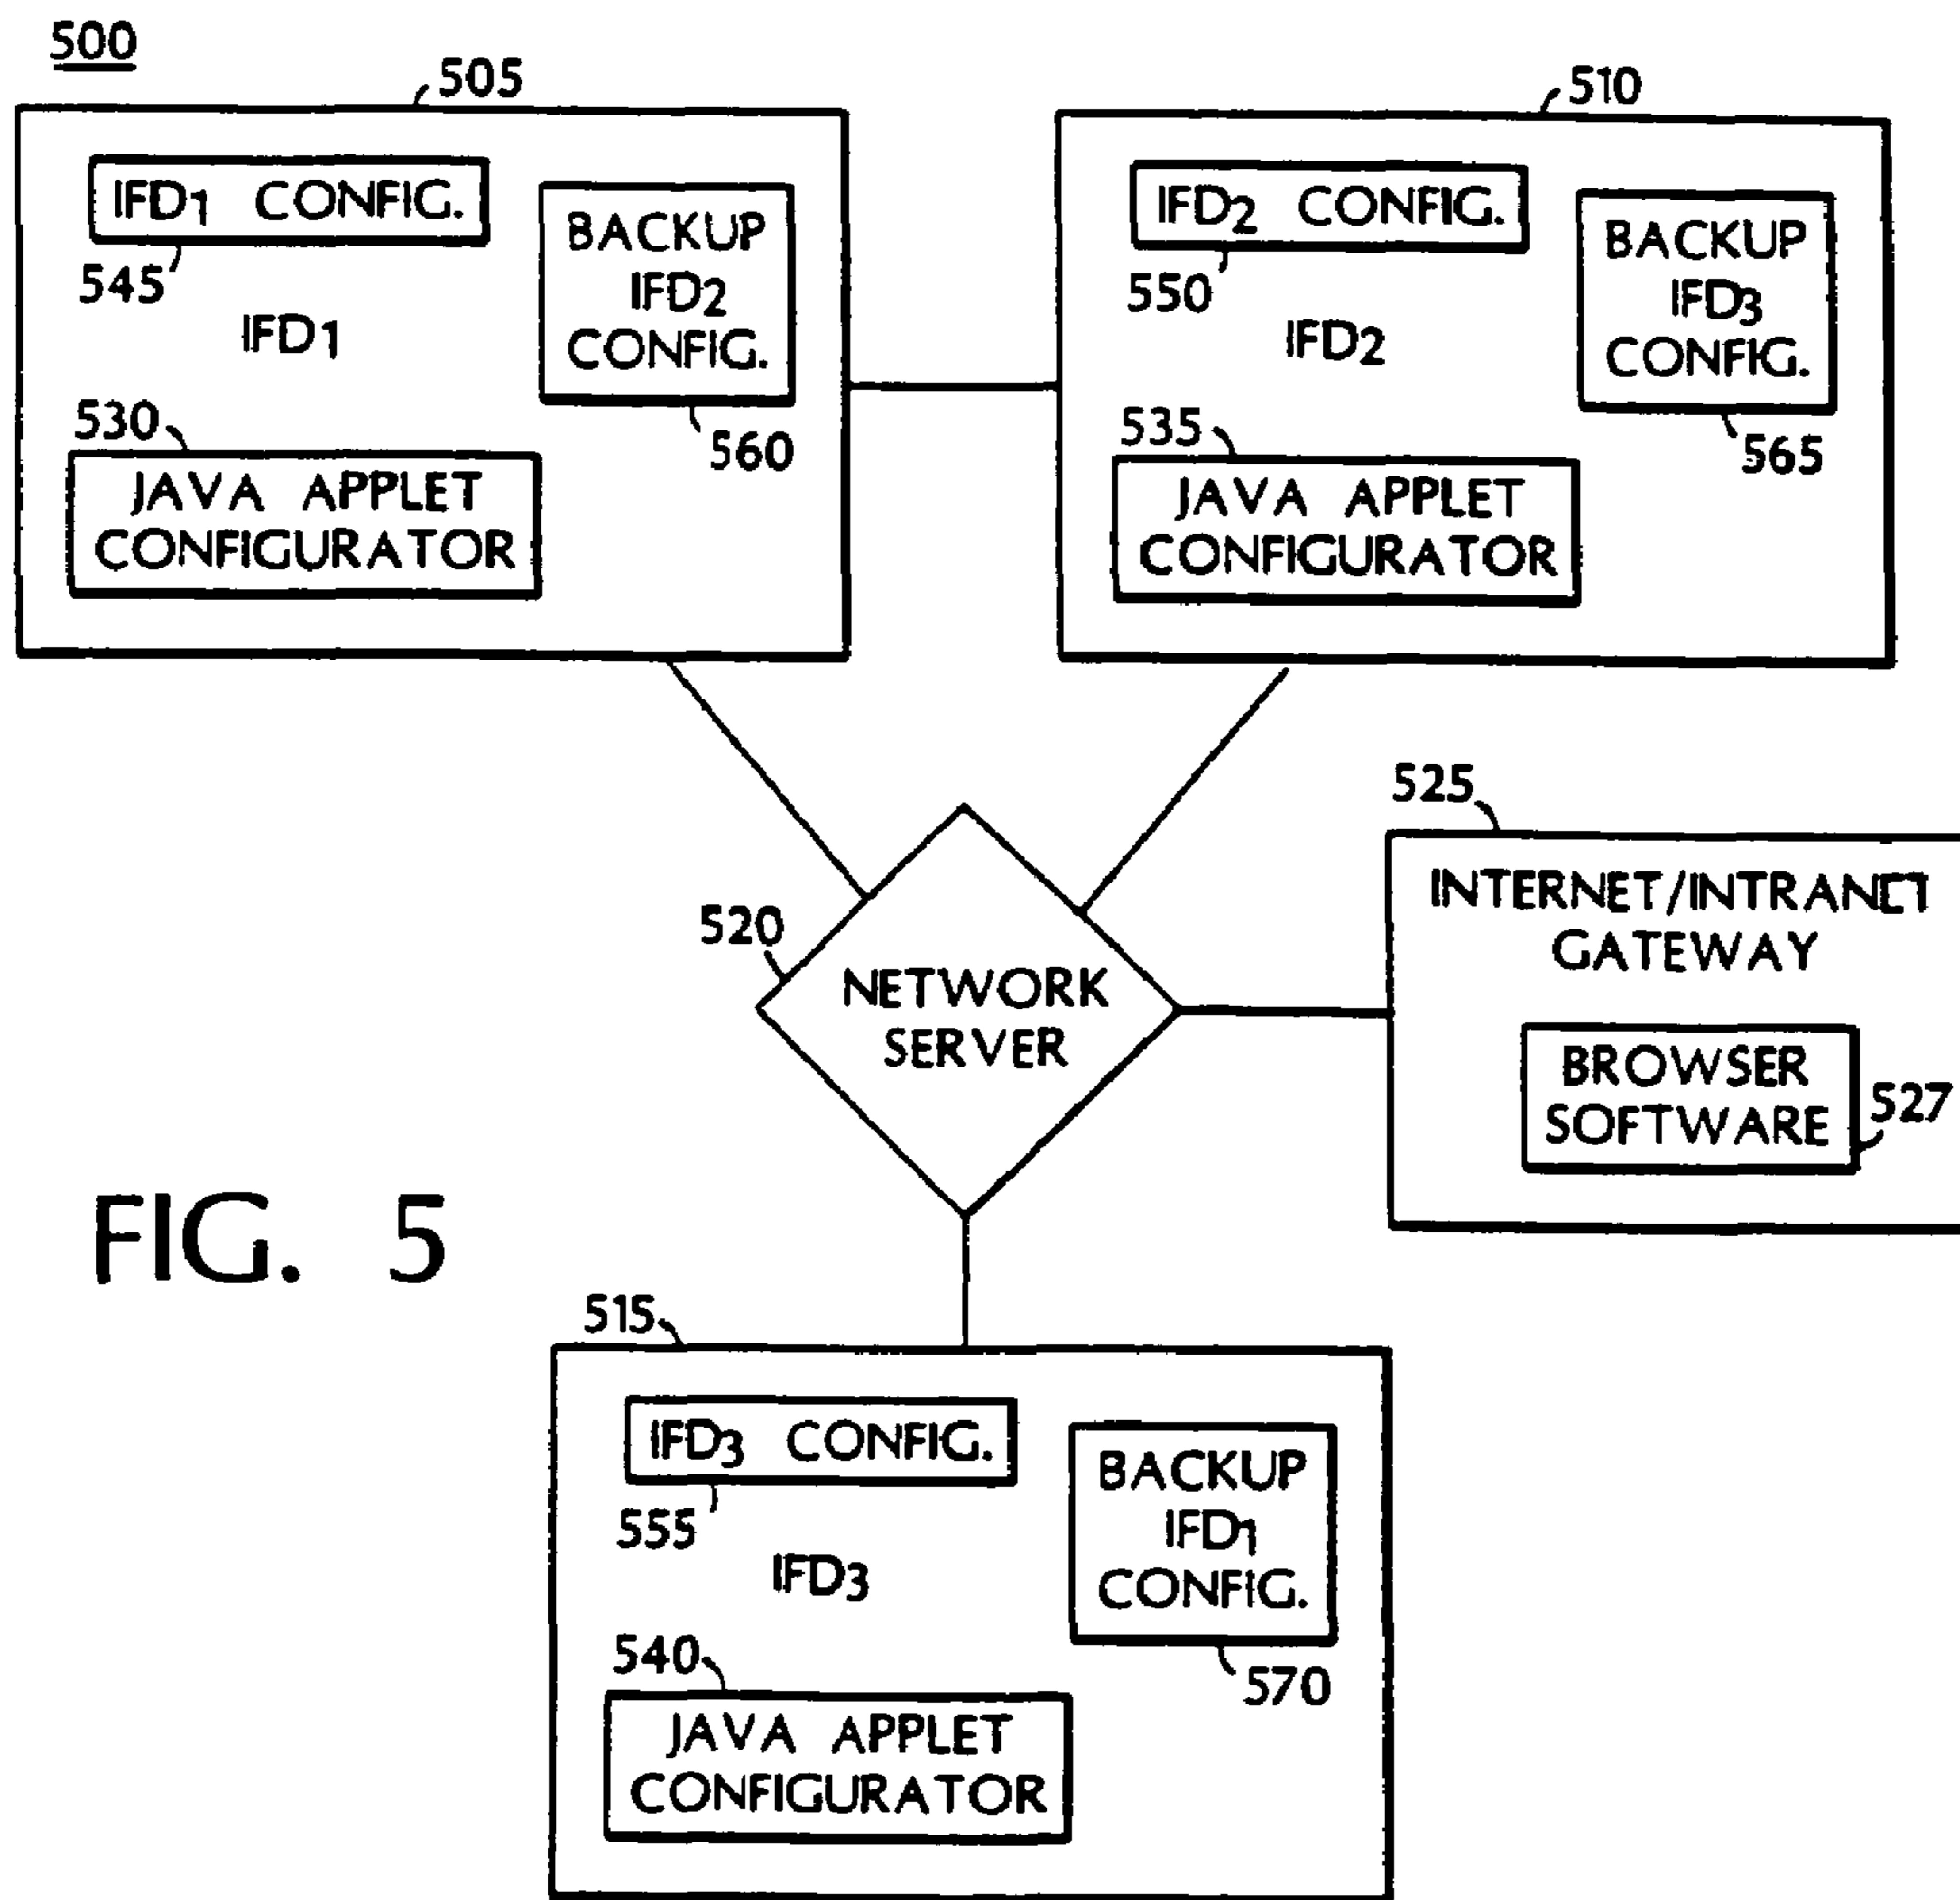 500
505
IFD1 CONFIG.
545
IFD1
BACKUP
IFD2
CONFIG.
560
530
JAVA APPLET
CONFIGURATOR
510
IFD2 CONFIG.
550
IFD2
BACKUP
IFD3
CONFIG.
565
535
JAVA APPLET
CONFIGURATOR
520
NETWORK
SERVER
525
INTERNET/INTRANET
GATEWAY
BROWSER
SOFTWARE
527
FIG. 5
515
IFD3 CONFIG.
555
IFD3
BACKUP
IFD1
CONFIG.
570
540
JAVA APPLET
CONFIGURATOR